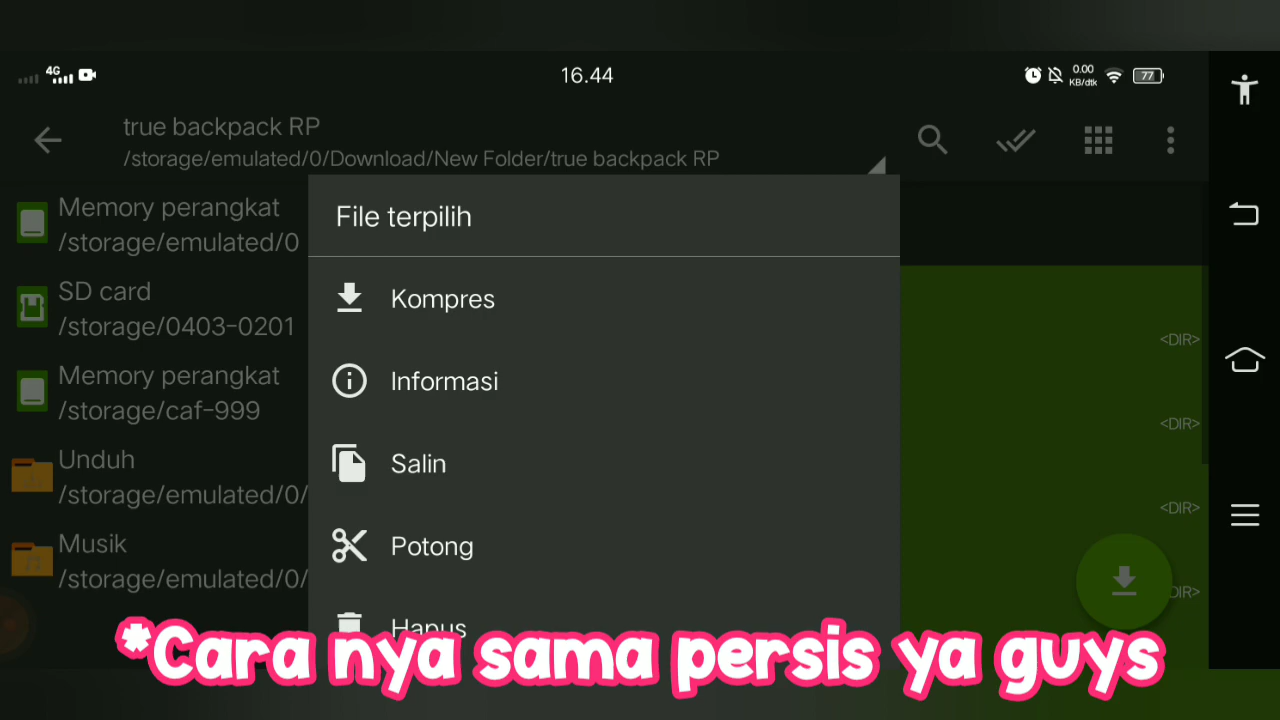 4G
16.44
0.00
KB/dtk
77
true backpack RP
/storage/emulated/0/Download/New Folder/true backpack RP
Memory perangkat
/storage/emulated/0
SD card
/storage/0403-0201
Memory perangkat
/storage/caf-999
Unduh
/storage/emulated/0/
Musik
/storage/emulated/0/
File terpilih
Kompres
Informasi
Salin
Potong
Hapus
<DIR>
<DIR>
<DIR>
DIR>
*Cara nya sama persis ya guys